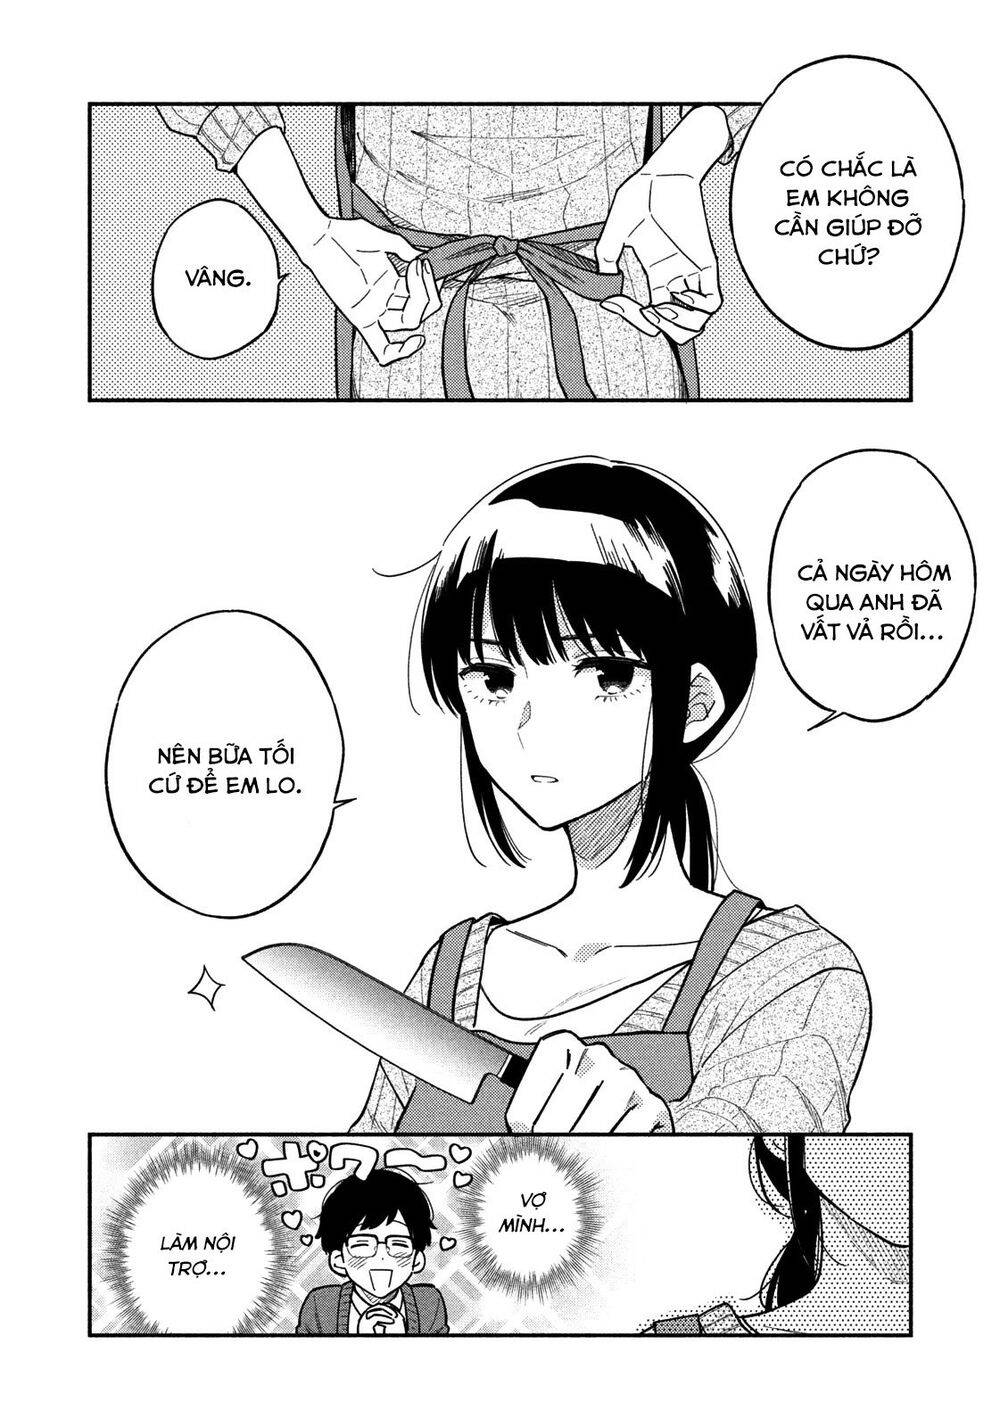 CÓ CHẮC LÀ
EM KHÔNG
CẦN GIÚP ĐỠ
CHỨ?
VÂNG.
CẢ NGÀY HÔM
QUA ANH ĐÃ
VẤT VẢ RỒI...
NÊN BỮA TỐI
CỨ ĐỂ EM LO.
VỢ
MÌNH...
ポワ〜
LÀM NỘI
TRỢ...